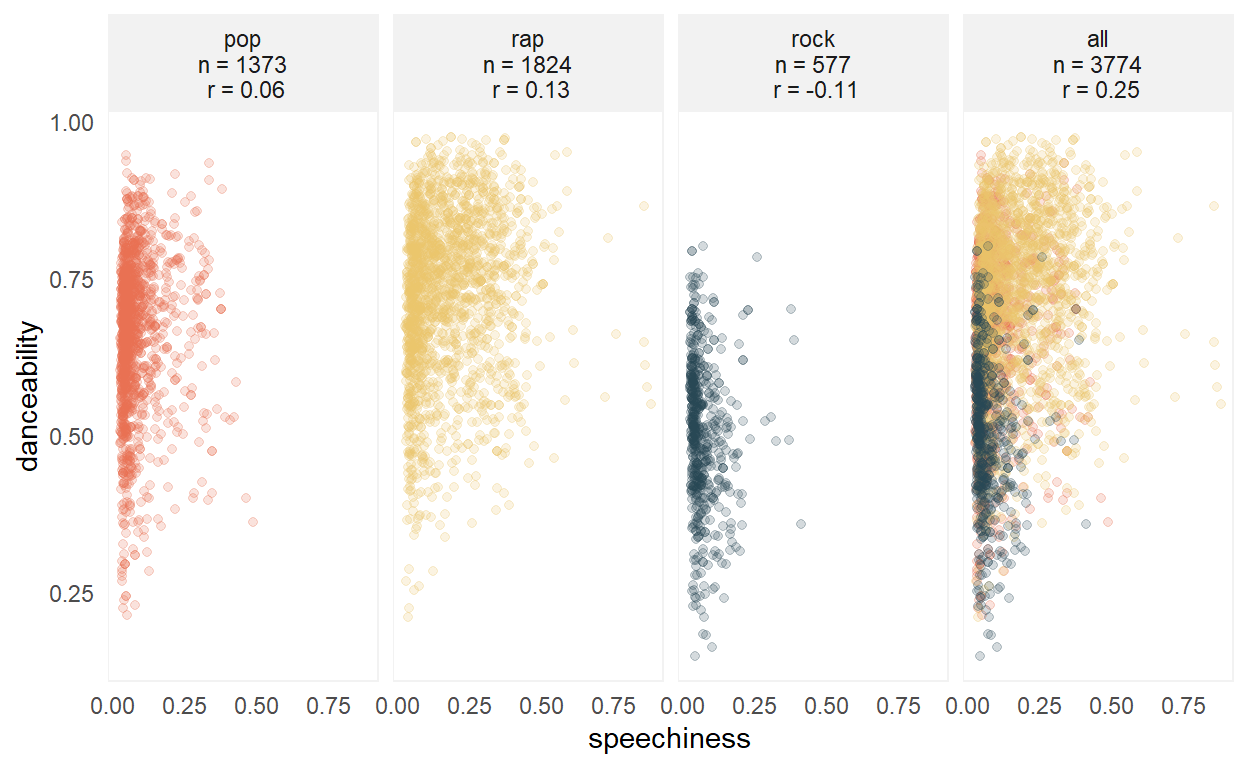 pop
n = 1373
r = 0.06
rap
n = 1824
r = 0.13
rock
n = 577
r = -0.11
all
n = 3774
r = 0.25
1.00
0.75
0.50
0.25
danceability
0.00 0.25 0.50 0.75
0.00 0.25 0.50 0.75
0.00 0.25 0.50 0.75
0.00 0.25 0.50 0.75
speechiness